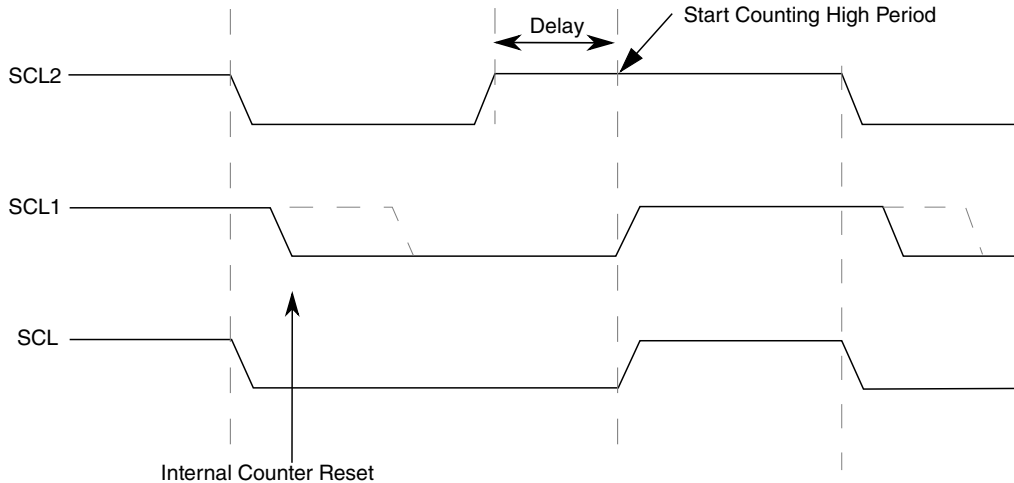 Start Counting High Period
Delay
SCL2
SCL1
SCL
Internal Counter Reset